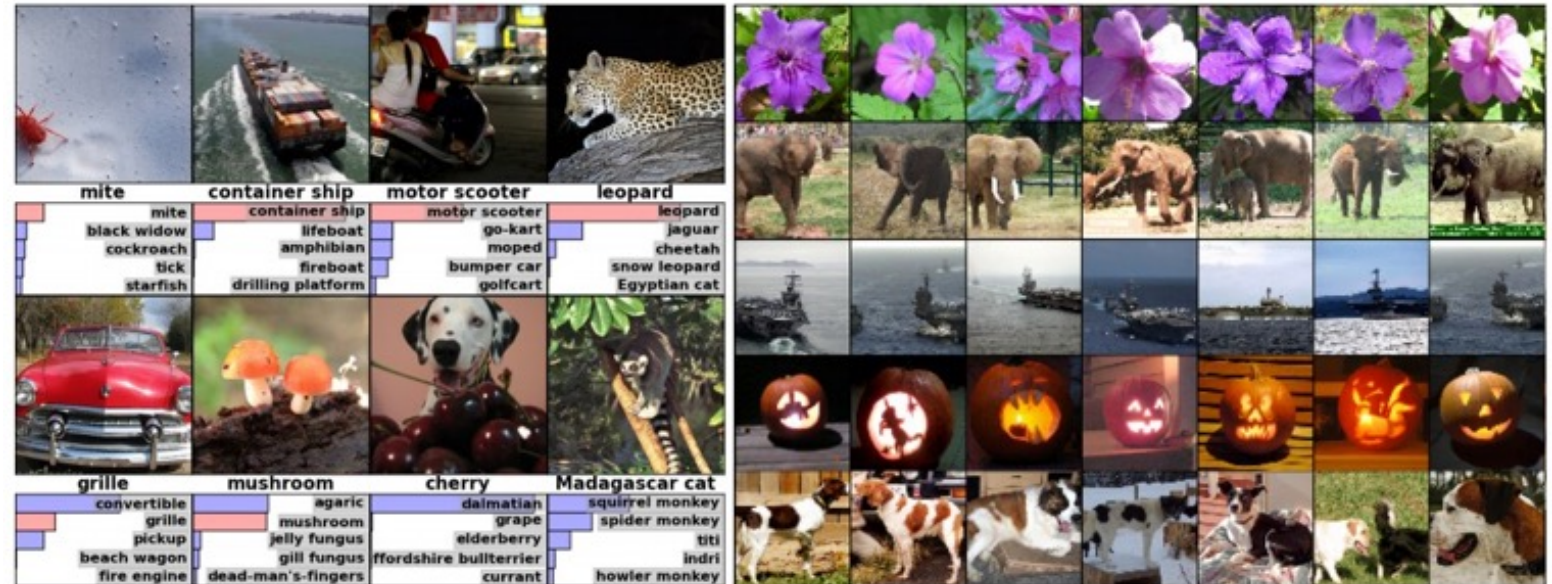 mite
container ship
motor scooter
leopard
mite
black widow
cockroach
tick
starfish
container ship
lifeboat
amphibian
fireboat
drilling platform
motor scooter
go-kart
moped
bumper car
golfcart
leopard
jaguar
cheetah
snow leopard
Egyptian cat
grille
mushroom
cherry
Madagascar cat
convertible
grille
pickup
beach wagon
fire engine
agaric
mushroom
jelly fungus
gill fungus
dead-man's-fingers
dalmatian
grape
elderberry
ffordshire bullterrier
currant
squirrel monkey
spider monkey
titi
indri
howler monkey